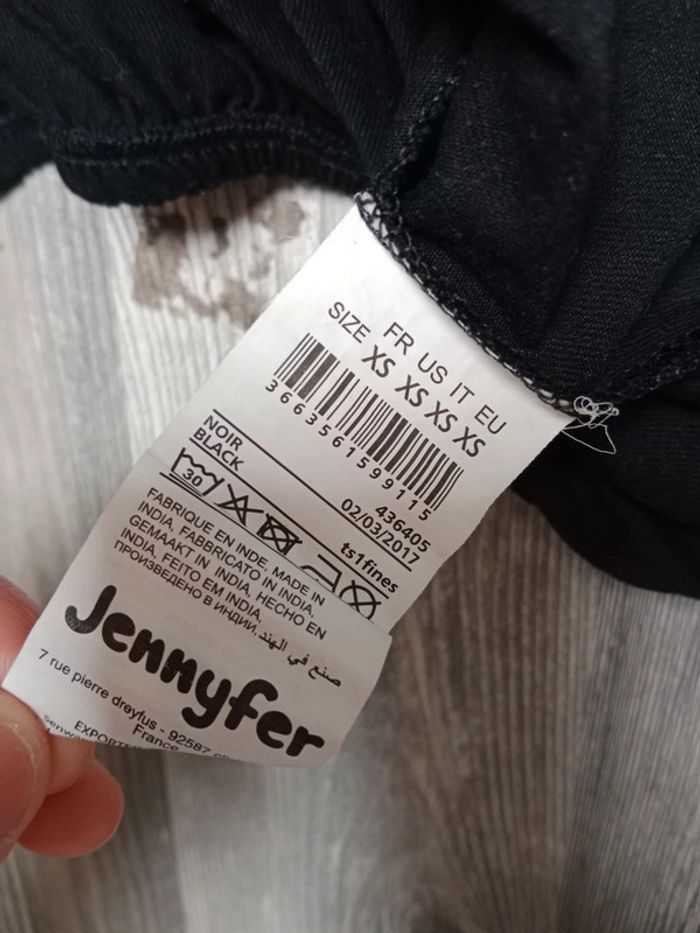 FR US IT EU
SIZE XS XS XS XS
3663561599115
NOIR
BLACK
436405
02/03/2017
30
ts1fines
FABRIQUE EN INDE, MADE IN
INDIA, FABBRICATO IN INDIA,
GEMAAKT IN INDIA, HECHO EN
INDIA, FEITO EM INDIA,
ПРОИЗВЕДЕНО В ИНДИИ, صنع في الهند
Jennyfer
7 rue pierre dreyfus - 92587
France